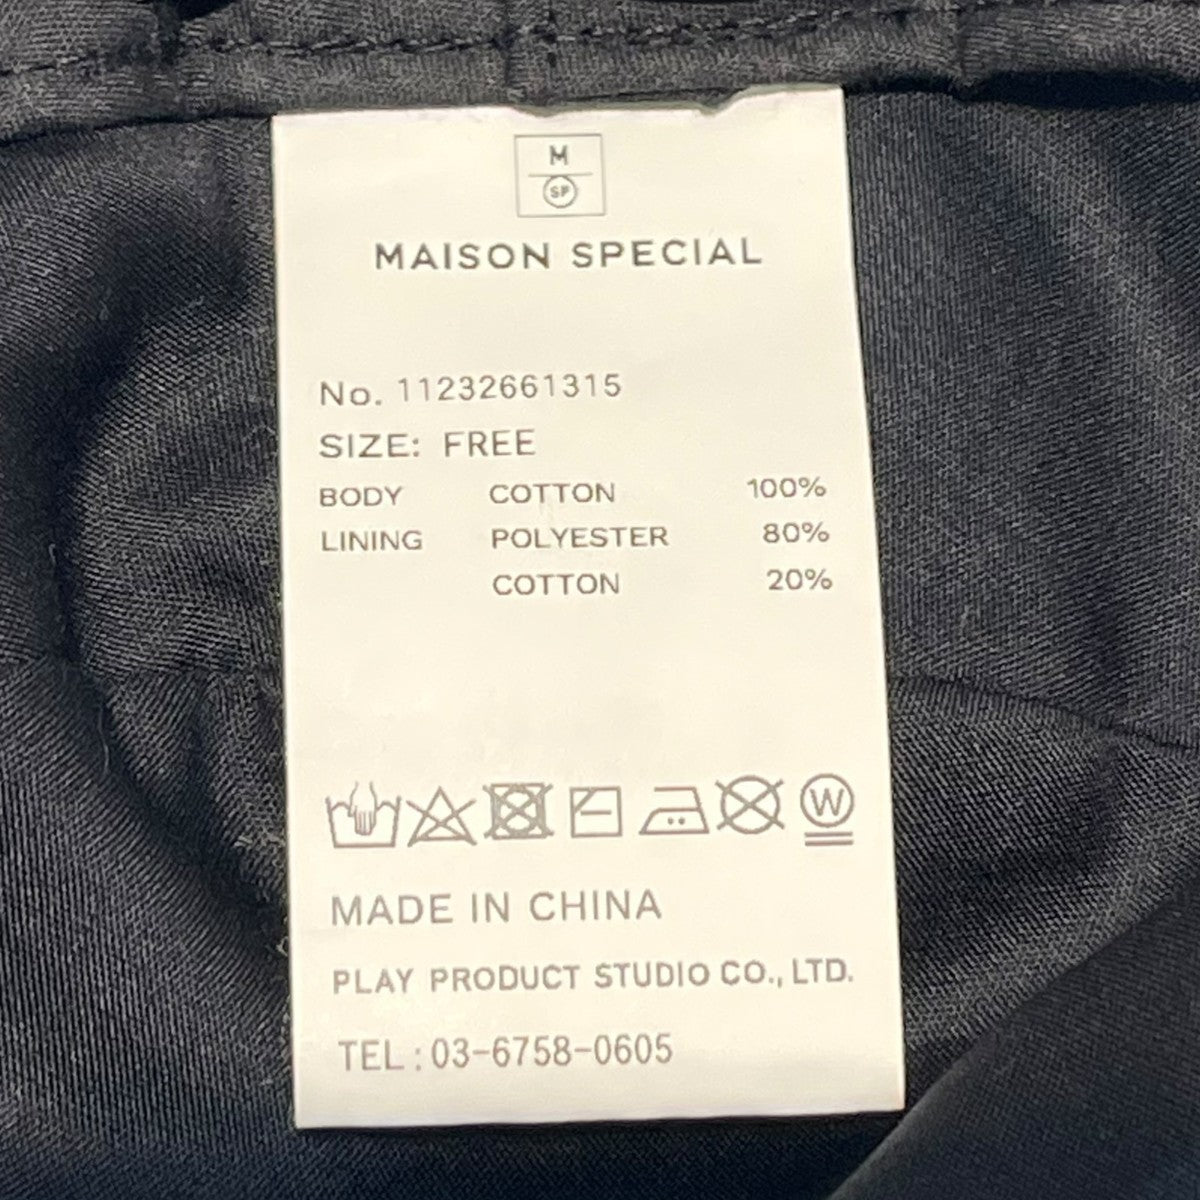 M
SP
MAISON SPECIAL
No. 11232661315
SIZE: FREE
BODY COTTON 100%
LINING POLYESTER 80%
COTTON 20%
W
MADE IN CHINA
PLAY PRODUCT STUDIO CO., LTD.
TEL : 03-6758-0605